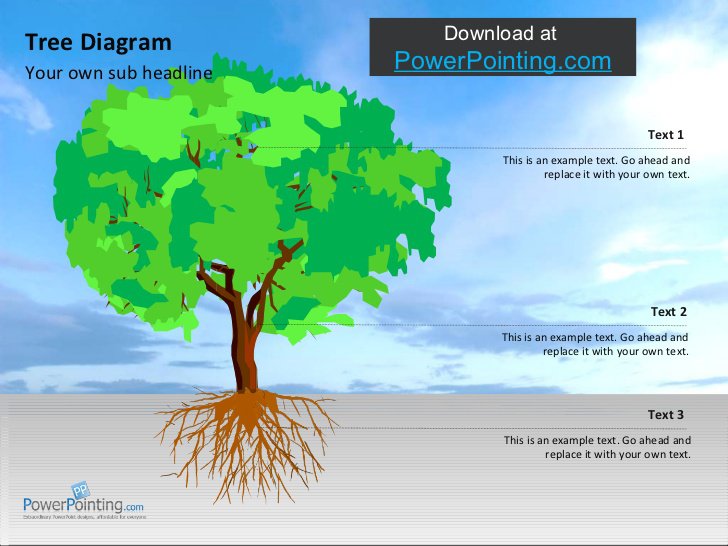 Tree Diagram
Your own sub headline
Download at
PowerPointing.com
Text 1
This is an example text. Go ahead and
replace it with your own text.
Text 2
This is an example text. Go ahead and
replace it with your own text.
Text 3
This is an example text. Go ahead and
replace it with your own text.
PP
PowerPointing.com
Extraordinary PowerPoint designs, affordable for everyone